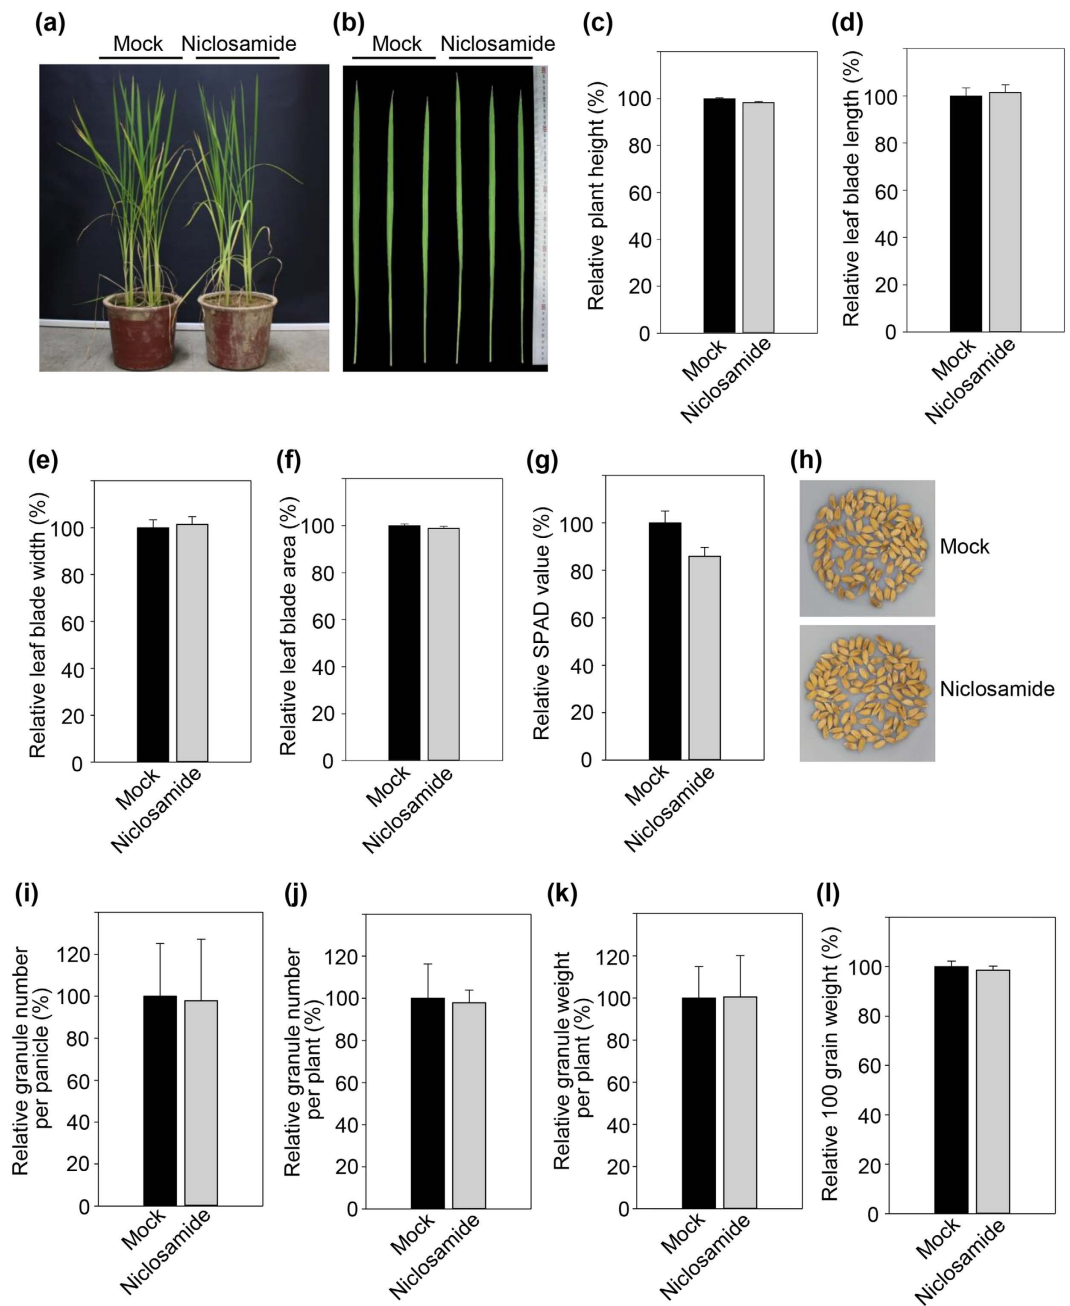 (a)
Mock Niclosamide
(b)
Mock Niclosamide
(c)
Relative plant height (%)
100
80
60
40
20
0
Mock
Niclosamide
(d)
Relative leaf blade length (%)
100
80
60
40
20
0
Mock
Niclosamide
(e)
Relative leaf blade width (%)
100
80
60
40
20
0
Mock
Niclosamide
(f)
Relative leaf blade area (%)
100
80
60
40
20
0
Mock
Niclosamide
(g)
Relative SPAD value (%)
100
80
60
40
20
0
Mock
Niclosamide
(h)
Mock
Niclosamide
(i)
Relative granule number
per panicle (%)
120
100
80
60
40
20
0
Mock
Niclosamide
(j)
Relative granule number
per plant (%)
120
100
80
60
40
20
0
Mock
Niclosamide
(k)
Relative granule weight
per plant (%)
120
100
80
60
40
20
0
Mock
Niclosamide
(l)
Relative 100 grain weight (%)
100
80
60
40
20
0
Mock
Niclosamide